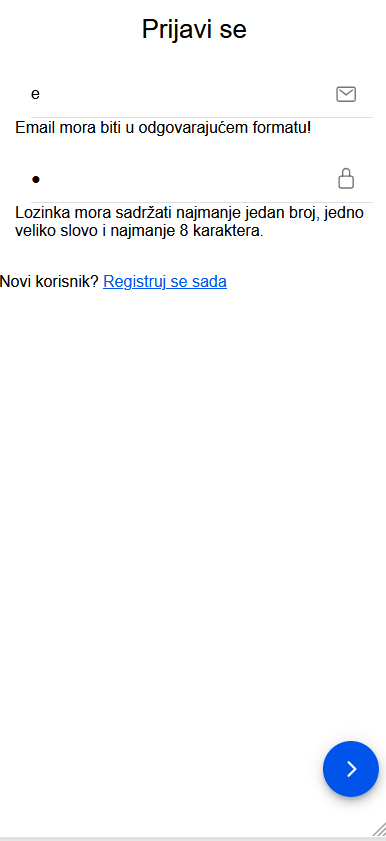 Prijavi se
e
Email mora biti u odgovarajućem formatu!
●
Lozinka mora sadržati najmanje jedan broj, jedno
veliko slovo i najmanje 8 karaktera.
Novi korisnik? Registruj se sada